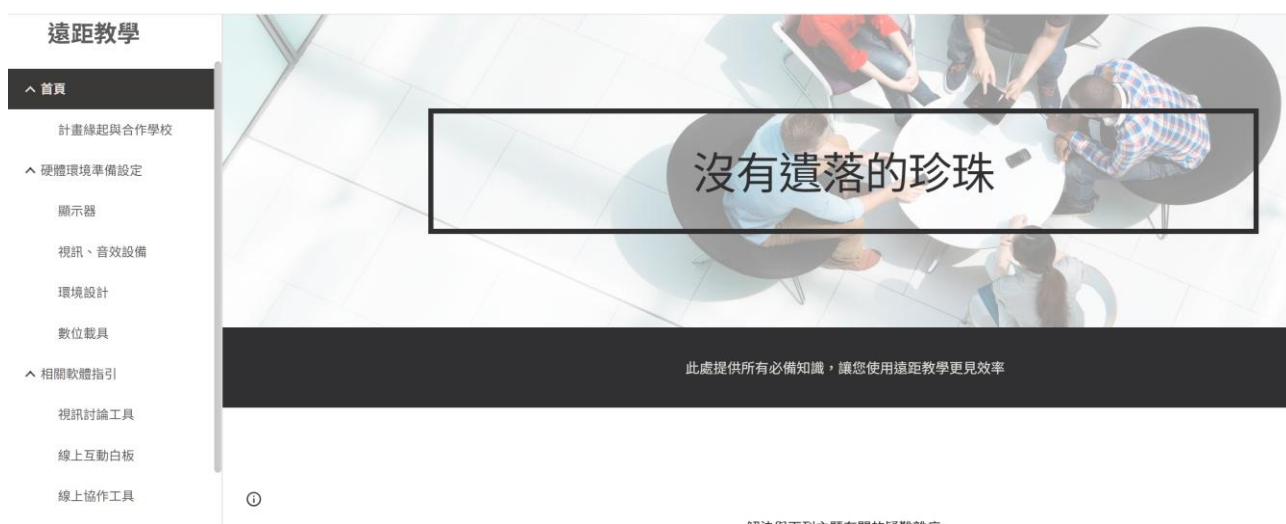 遠距教學
首頁
計畫緣起與合作學校
硬體環境準備設定
顯示器
視訊、音效設備
環境設計
數位載具
相關軟體指引
視訊討論工具
線上互動白板
線上協作工具
沒有遺落的珍珠
此處提供所有必備知識，讓您使用遠距教學更見效率